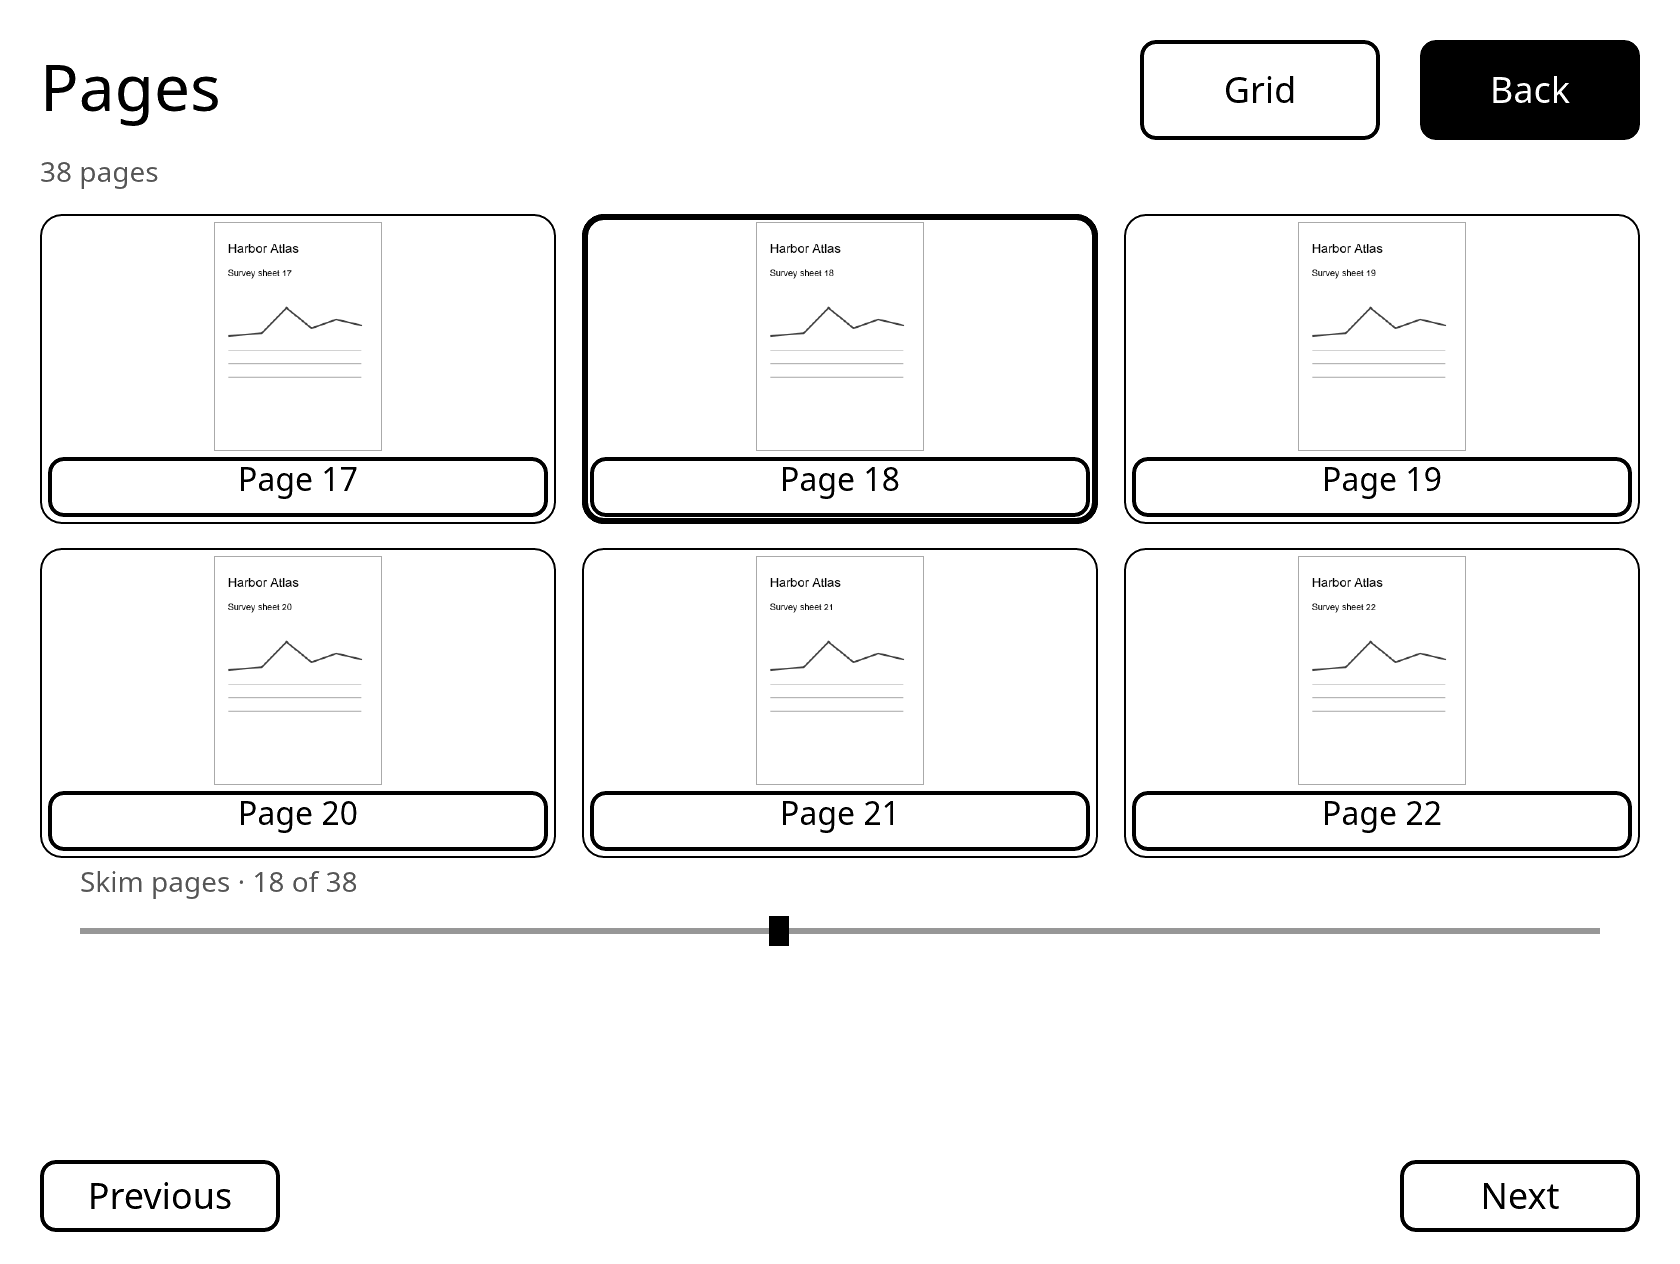 Pages
Grid
Back
38 pages
Harbor Atlas
Survey sheet 17
Page 17
Harbor Atlas
Survey sheet 18
Page 18
Harbor Atlas
Survey sheet 19
Page 19
Harbor Atlas
Survey sheet 20
Page 20
Harbor Atlas
Survey sheet 21
Page 21
Harbor Atlas
Survey sheet 22
Page 22
Skim pages · 18 of 38
Previous
Next